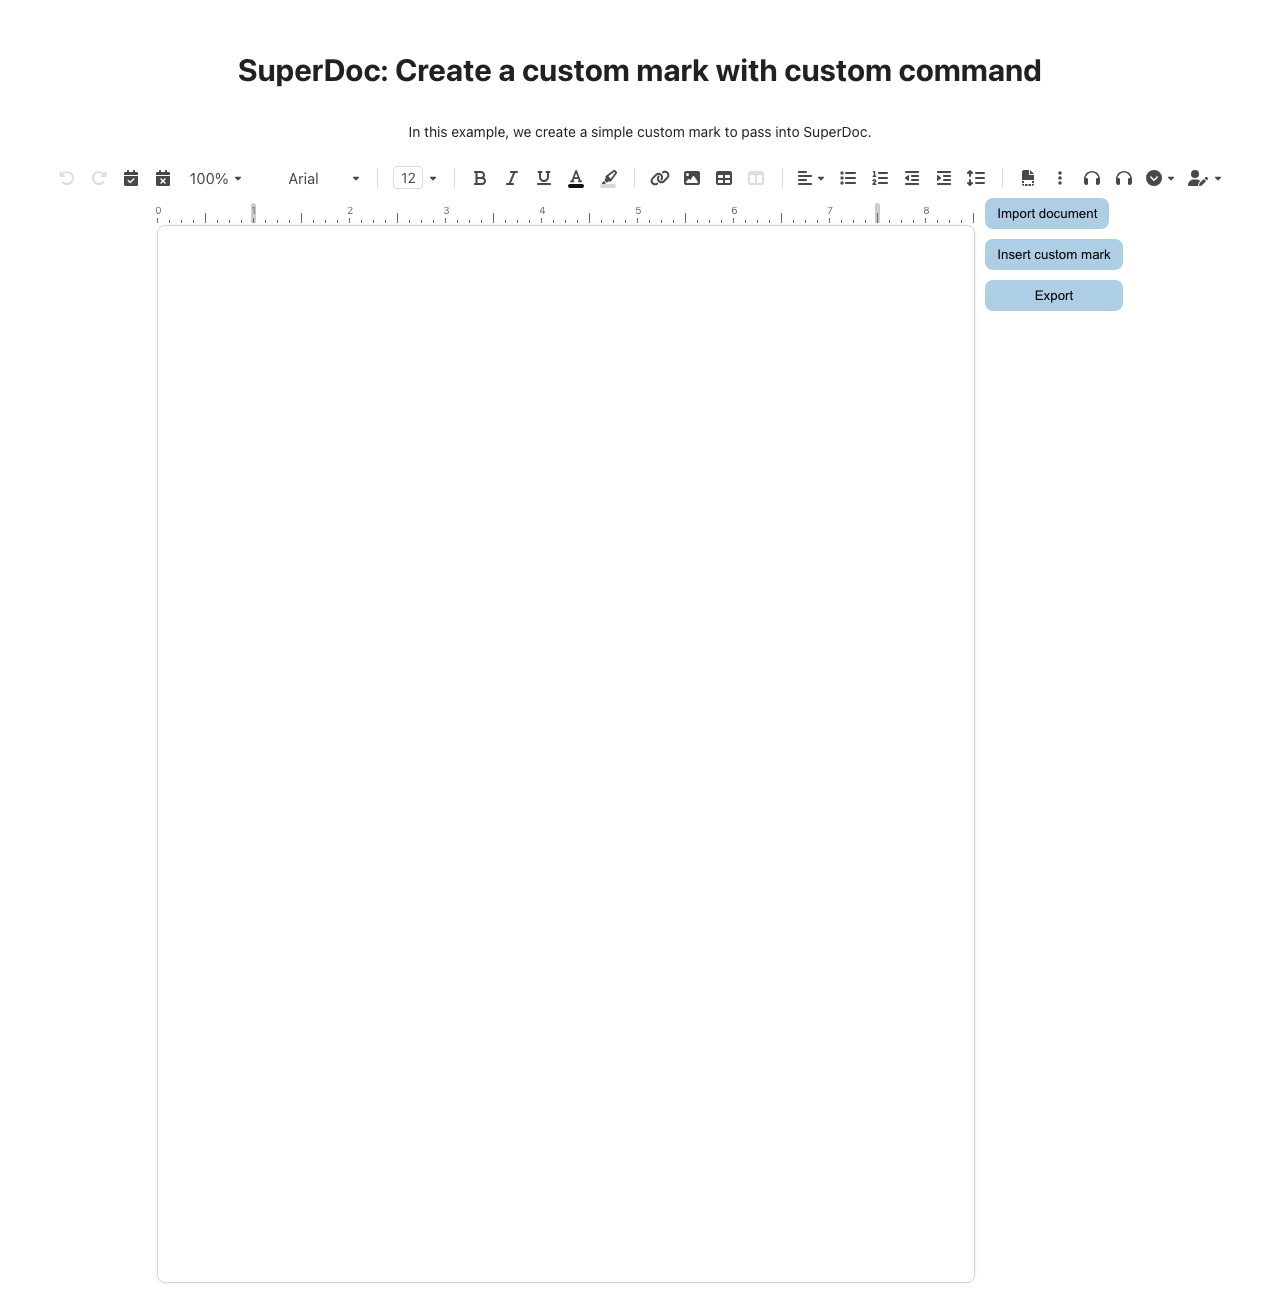 SuperDoc: Create a custom mark with custom command
In this example, we create a simple custom mark to pass into SuperDoc.
100% Arial 12 B I U A
0 1 2 3 4 5 6 7 8
Import document
Insert custom mark
Export